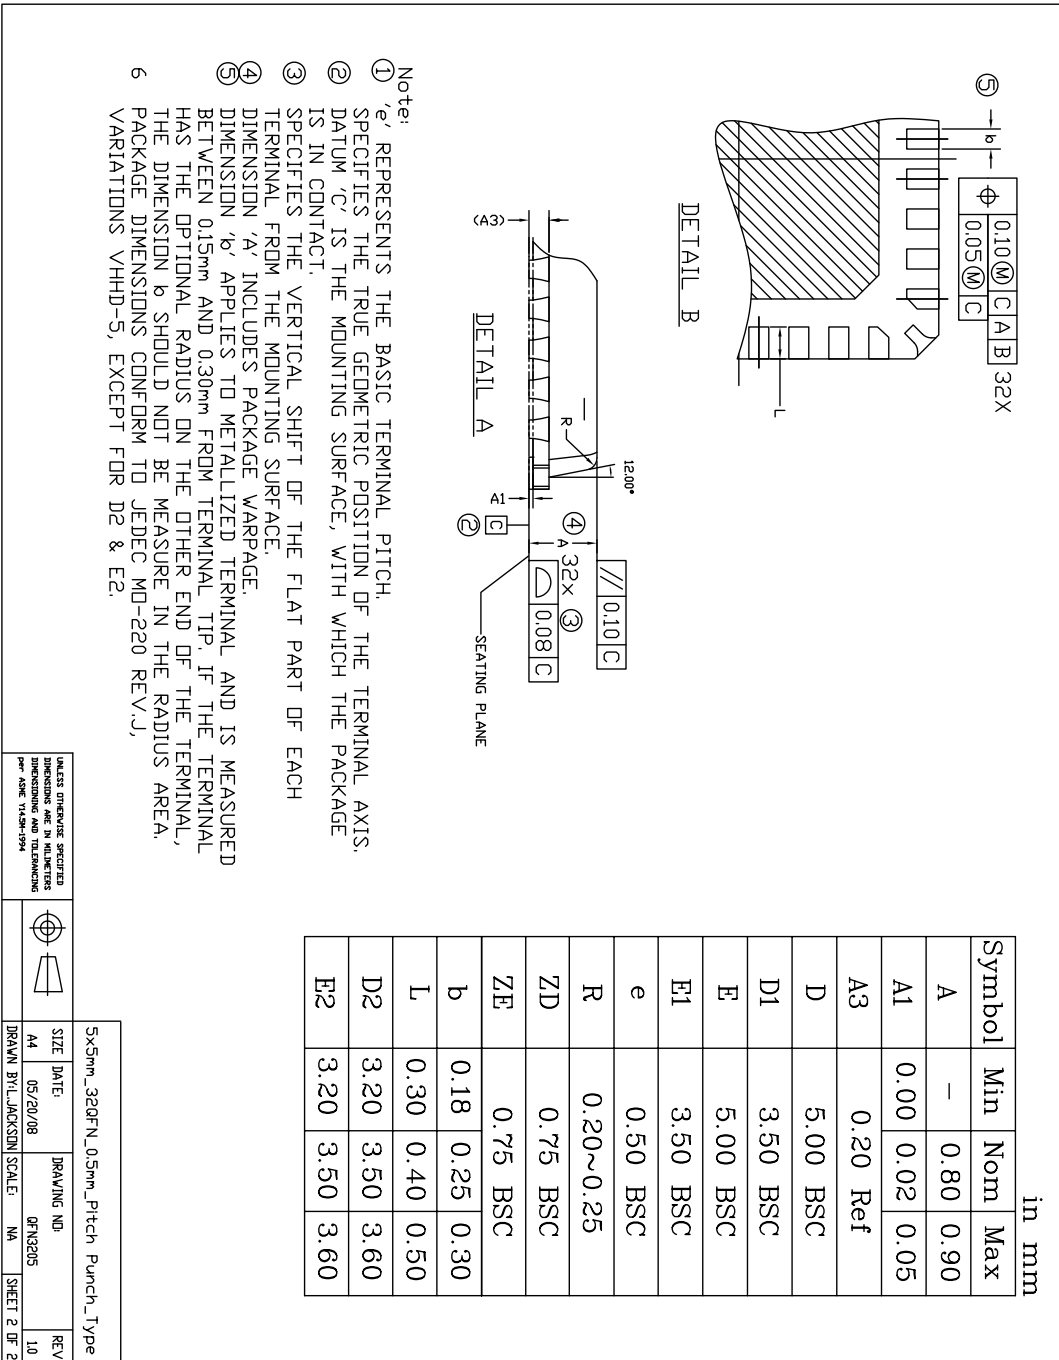 5
b
0.10 M C A B
0.05 M C
32X
L
DETAIL B
(A3)
R
12.00°
A1
2
C
4
A
32x 3
// 0.10 C
0.08 C
SEATING PLANE
DETAIL A
Note:
1 'e' REPRESENTS THE BASIC TERMINAL PITCH.
SPECIFIES THE TRUE GEOMETRIC POSITION OF THE TERMINAL AXIS.
2 DATUM 'C' IS THE MOUNTING SURFACE, WITH WHICH THE PACKAGE
IS IN CONTACT.
3 SPECIFIES THE VERTICAL SHIFT OF THE FLAT PART OF EACH
TERMINAL FROM THE MOUNTING SURFACE.
4 DIMENSION 'A' INCLUDES PACKAGE WARPAGE.
5 DIMENSION 'b' APPLIES TO METALLIZED TERMINAL AND IS MEASURED
BETWEEN 0.15mm AND 0.30mm FROM TERMINAL TIP. IF THE TERMINAL
HAS THE OPTIONAL RADIUS ON THE OTHER END OF THE TERMINAL,
THE DIMENSION b SHOULD NOT BE MEASURE IN THE RADIUS AREA.
6 PACKAGE DIMENSIONS CONFORM TO JEDEC MO-220 REV.J,
VARIATIONS VHHD-5, EXCEPT FOR D2 & E2.
in mm
Symbol Min Nom Max
A – 0.80 0.90
A1 0.00 0.02 0.05
A3 0.20 Ref
D 5.00 BSC
D1 3.50 BSC
E 5.00 BSC
E1 3.50 BSC
e 0.50 BSC
R 0.20~0.25
ZD 0.75 BSC
ZE 0.75 BSC
b 0.18 0.25 0.30
L 0.30 0.40 0.50
D2 3.20 3.50 3.60
E2 3.20 3.50 3.60
UNLESS OTHERWISE SPECIFIED
DIMENSIONS ARE IN MILIMETERS
DIMENSIONING AND TOLERANCING
per ASME Y14.5M-1994
5x5mm_32QFN_0.5mm_Pitch Punch_Type
SIZE DATE: DRAWING NO: REV
A4 05/20/08 QFN3205 1.0
DRAWN BY:L.JACKSON SCALE: NA SHEET 2 OF 2